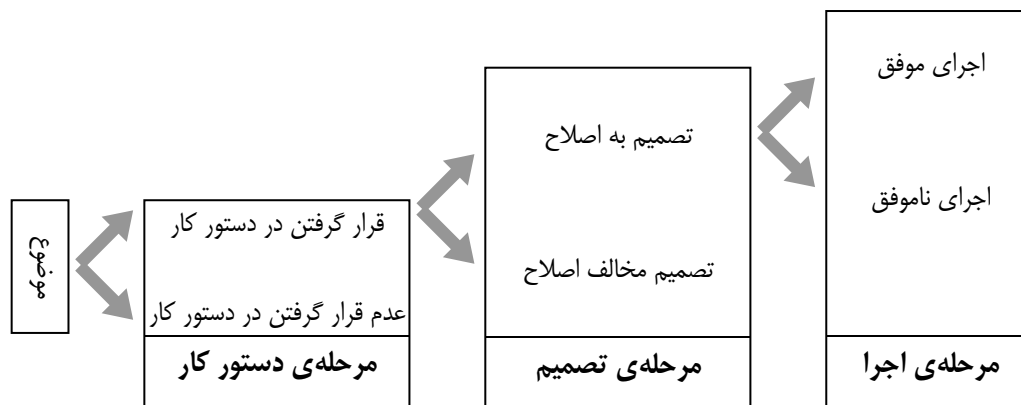 موضوع
قرار گرفتن در دستور کار
عدم قرار گرفتن در دستور کار
مرحله‌ی دستور کار
تصمیم به اصلاح
تصمیم مخالف اصلاح
مرحله‌ی تصمیم
اجرای موفق
اجرای ناموفق
مرحله‌ی اجرا